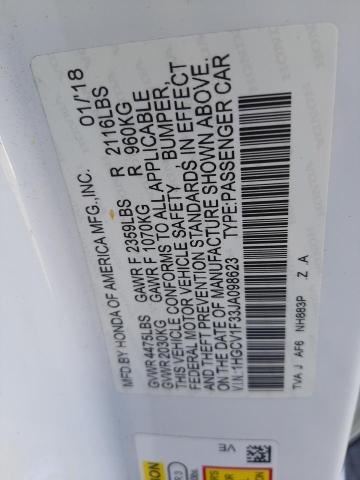 MFD.BY HONDA OF AMERICA MFG.,INC. 01/'18
GVWR 4475LBS GAWR F 2359LBS R 2116LBS
GVWR 2030KG GAWR F 1070KG R 960KG
THIS VEHICLE CONFORMS TO ALL APPLICABLE
FEDERAL MOTOR VEHICLE SAFETY, BUMPER,
AND THEFT PREVENTION STANDARDS IN EFFECT
ON THE DATE OF MANUFACTURE SHOWN ABOVE.
V.I.N.: 1HGCV1F33JA098623 TYPE:PASSENGER CAR
TVA J AF6 NH883P Z A
VE